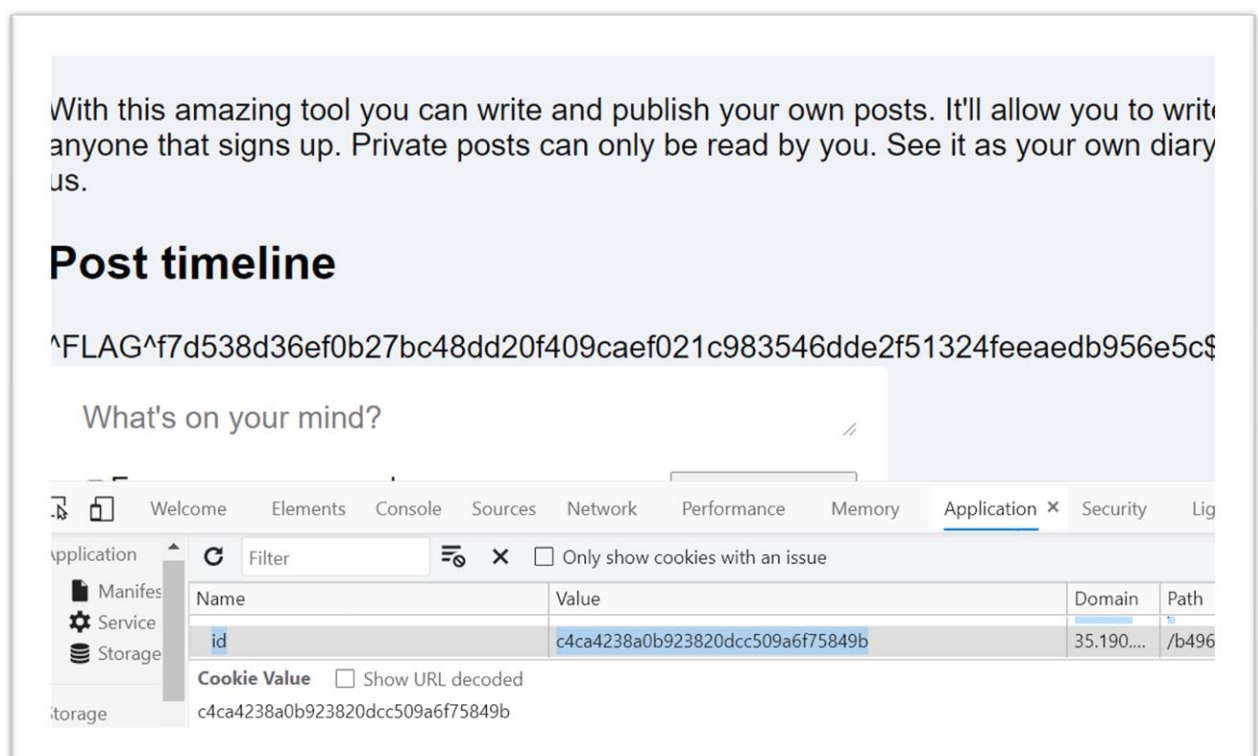 With this amazing tool you can write and publish your own posts. It'll allow you to write
anyone that signs up. Private posts can only be read by you. See it as your own diary
us.
Post timeline
^FLAG^f7d538d36ef0b27bc48dd20f409caef021c983546dde2f51324feeaedb956e5c$
What's on your mind?
Welcome Elements Console Sources Network Performance Memory Application × Security Lig
Application Filter Only show cookies with an issue
Manifes Name Value Domain Path
Service id c4ca4238a0b923820dcc509a6f75849b 35.190.... /b496
Storage
Cookie Value Show URL decoded
Storage c4ca4238a0b923820dcc509a6f75849b